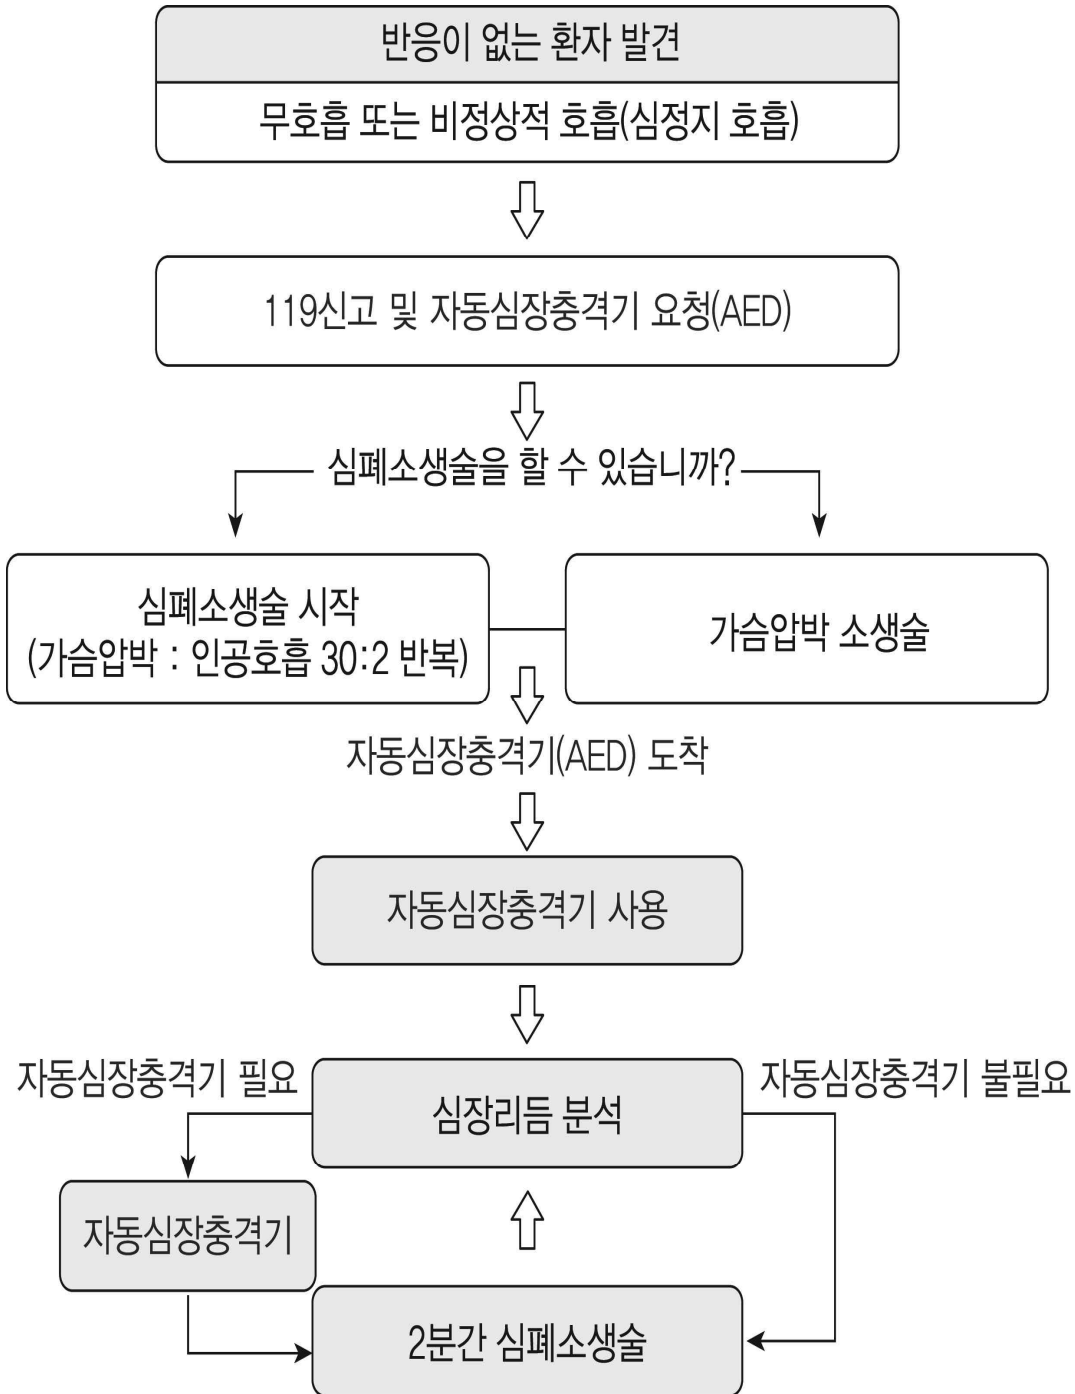 반응이 없는 환자 발견
무호흡 또는 비정상적 호흡(심정지 호흡)
119신고 및 자동심장충격기 요청(AED)
심폐소생술을 할 수 있습니까?
심폐소생술 시작
(가슴압박 : 인공호흡 30:2 반복)
가슴압박 소생술
자동심장충격기(AED) 도착
자동심장충격기 사용
자동심장충격기 필요
심장리듬 분석
자동심장충격기 불필요
자동심장충격기
2분간 심폐소생술